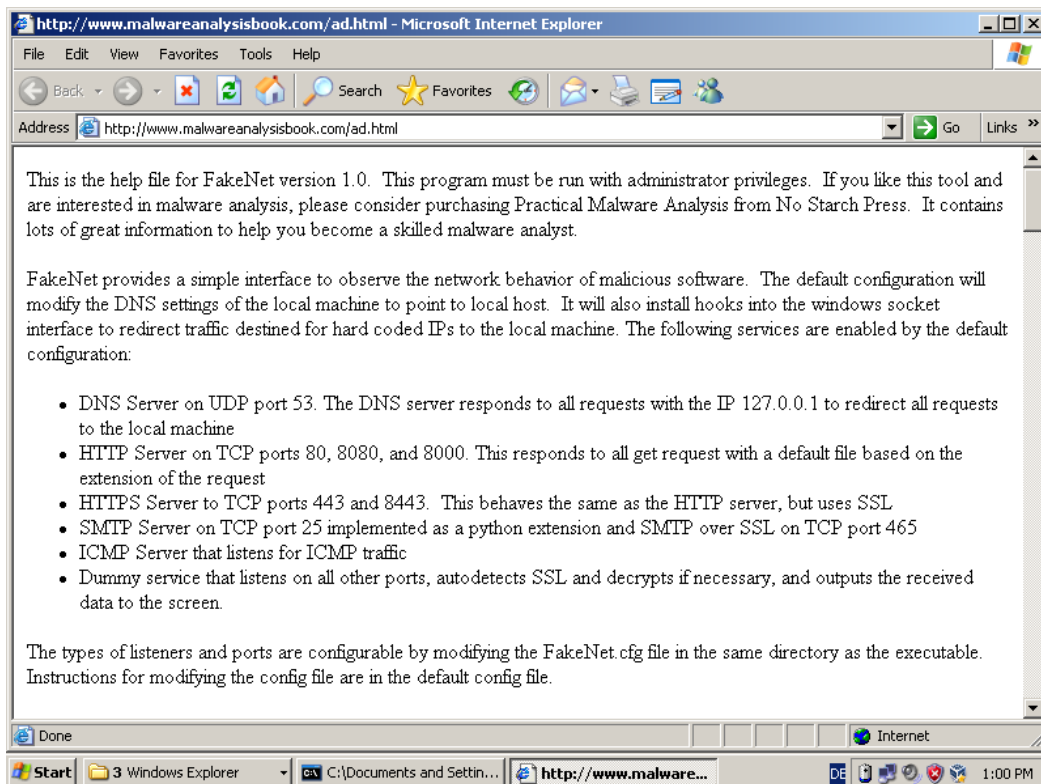 http://www.malwareanalysisbook.com/ad.html - Microsoft Internet Explorer
File Edit View Favorites Tools Help
Back Search Favorites
Address http://www.malwareanalysisbook.com/ad.html Go Links »
This is the help file for FakeNet version 1.0. This program must be run with administrator privileges. If you like this tool and
are interested in malware analysis, please consider purchasing Practical Malware Analysis from No Starch Press. It contains
lots of great information to help you become a skilled malware analyst.
FakeNet provides a simple interface to observe the network behavior of malicious software. The default configuration will
modify the DNS settings of the local machine to point to local host. It will also install hooks into the windows socket
interface to redirect traffic destined for hard coded IPs to the local machine. The following services are enabled by the default
configuration:
• DNS Server on UDP port 53. The DNS server responds to all requests with the IP 127.0.0.1 to redirect all requests
to the local machine
• HTTP Server on TCP ports 80, 8080, and 8000. This responds to all get request with a default file based on the
extension of the request
• HTTPS Server to TCP ports 443 and 8443. This behaves the same as the HTTP server, but uses SSL
• SMTP Server on TCP port 25 implemented as a python extension and SMTP over SSL on TCP port 465
• ICMP Server that listens for ICMP traffic
• Dummy service that listens on all other ports, autodetects SSL and decrypts if necessary, and outputs the received
data to the screen.
The types of listeners and ports are configurable by modifying the FakeNet.cfg file in the same directory as the executable.
Instructions for modifying the config file are in the default config file.
Done Internet
Start 3 Windows Explorer C:\Documents and Settin... http://www.malware... DE 1:00 PM